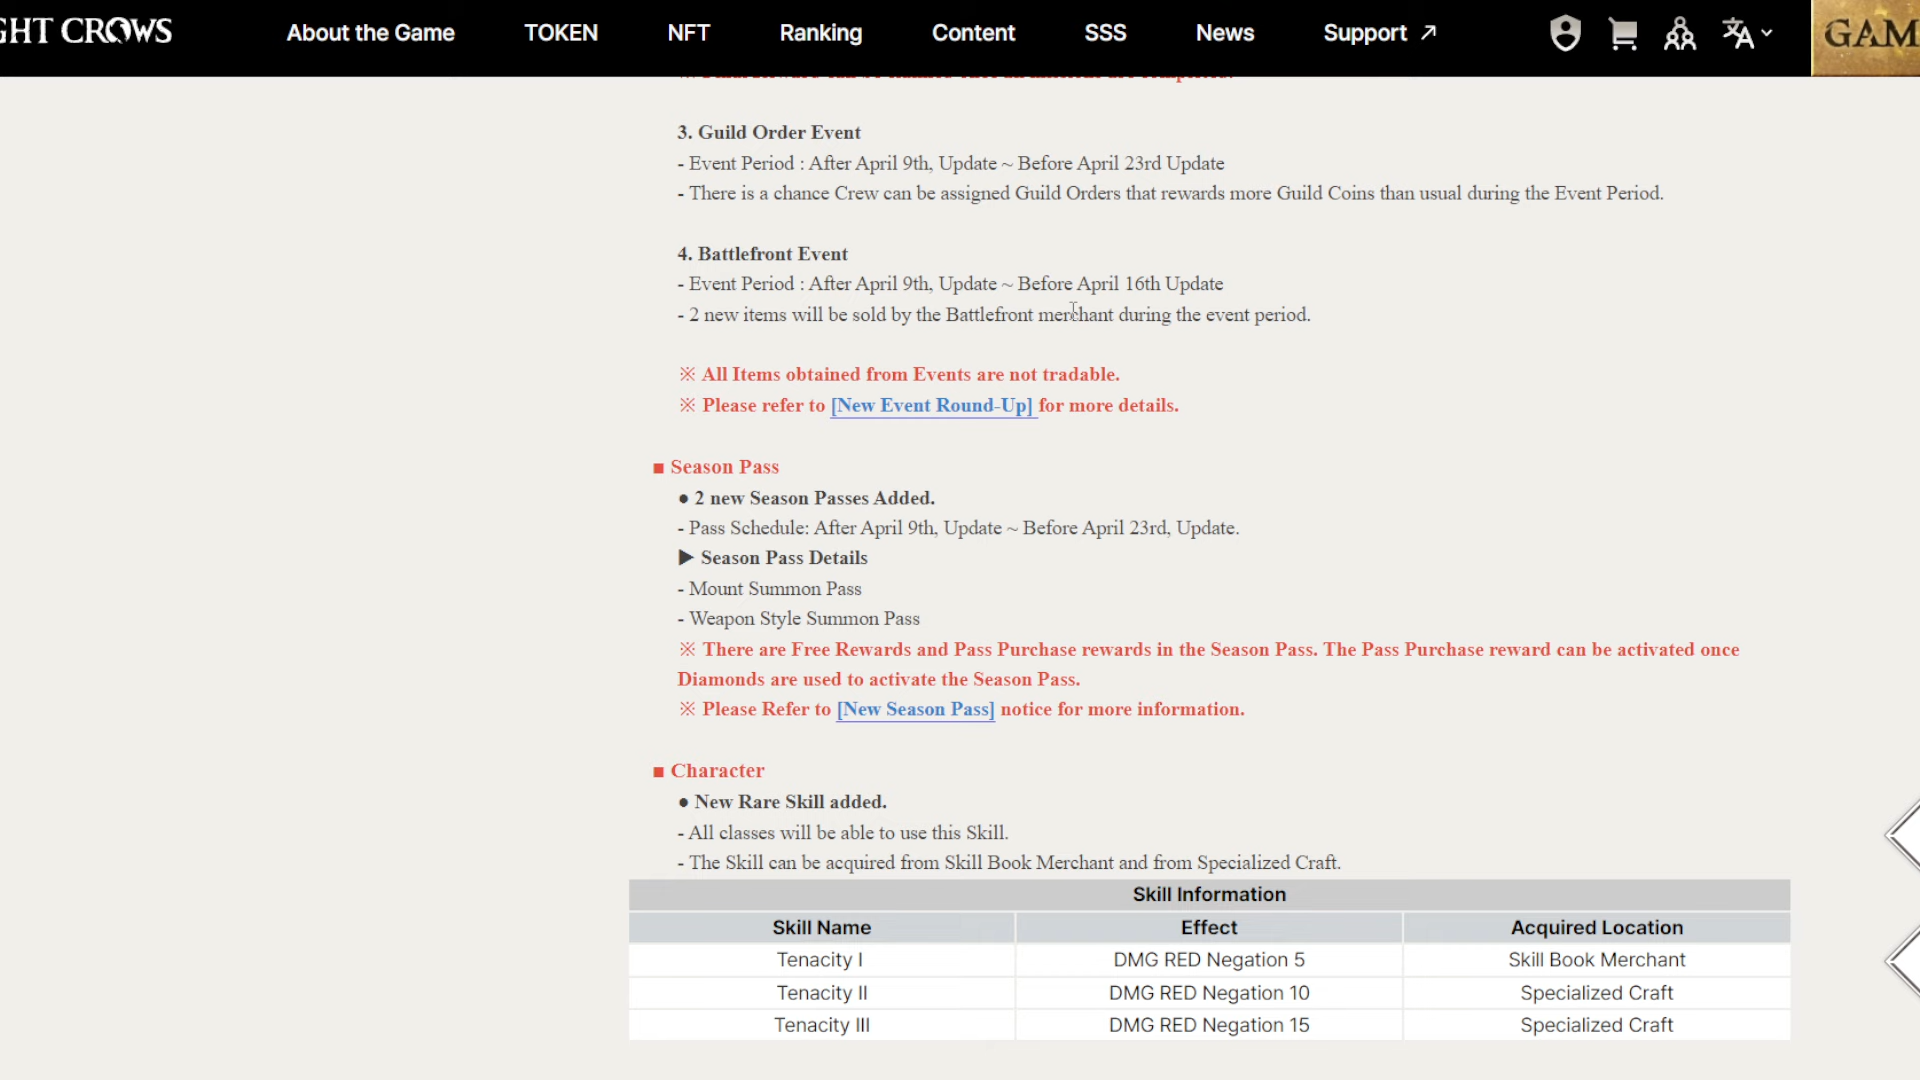 GHT CROWS
About the Game TOKEN NFT Ranking Content SSS News Support GAM
3. Guild Order Event
- Event Period : After April 9th, Update ~ Before April 23rd Update
- There is a chance Crew can be assigned Guild Orders that rewards more Guild Coins than usual during the Event Period.
4. Battlefront Event
- Event Period : After April 9th, Update ~ Before April 16th Update
- 2 new items will be sold by the Battlefront merchant during the event period.
※ All Items obtained from Events are not tradable.
※ Please refer to [New Event Round-Up] for more details.
■ Season Pass
● 2 new Season Passes Added.
- Pass Schedule: After April 9th, Update ~ Before April 23rd, Update.
▶ Season Pass Details
- Mount Summon Pass
- Weapon Style Summon Pass
※ There are Free Rewards and Pass Purchase rewards in the Season Pass. The Pass Purchase reward can be activated once
Diamonds are used to activate the Season Pass.
※ Please Refer to [New Season Pass] notice for more information.
■ Character
● New Rare Skill added.
- All classes will be able to use this Skill.
- The Skill can be acquired from Skill Book Merchant and from Specialized Craft.
Skill Information
Skill Name Effect Acquired Location
Tenacity I DMG RED Negation 5 Skill Book Merchant
Tenacity II DMG RED Negation 10 Specialized Craft
Tenacity III DMG RED Negation 15 Specialized Craft